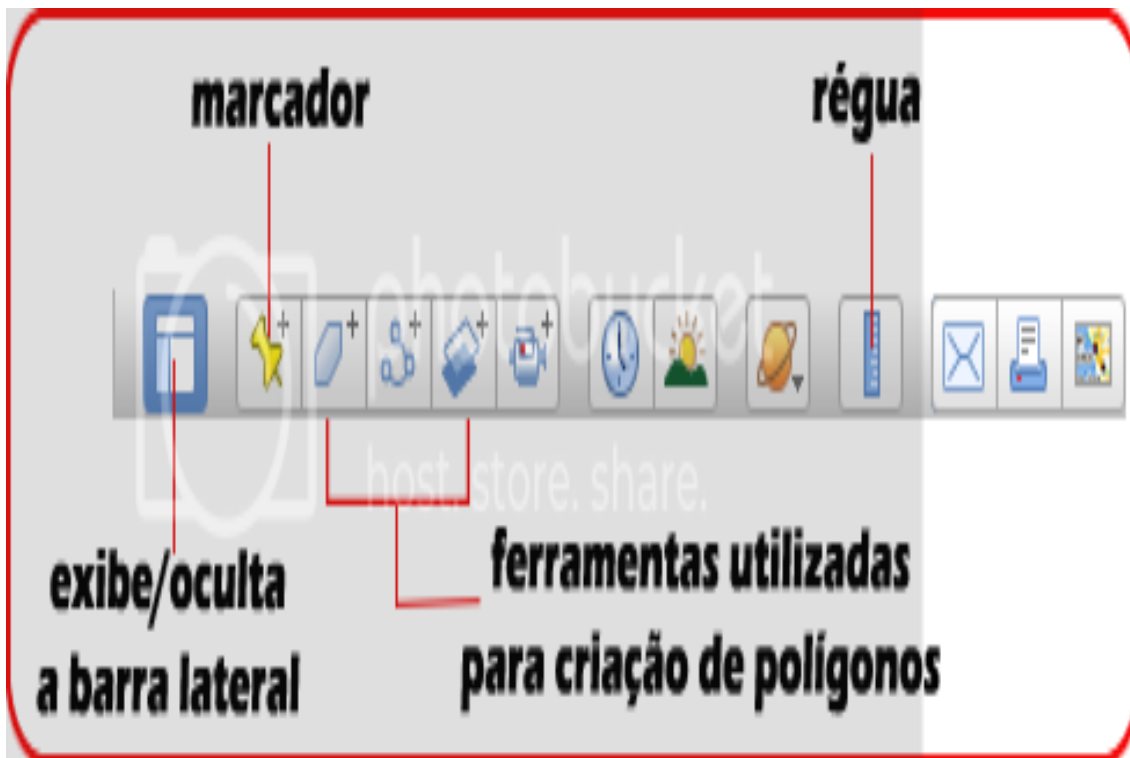 marcador
régua
photobucket
host. store. share.
exibe/oculta
a barra lateral
ferramentas utilizadas
para criação de polígonos